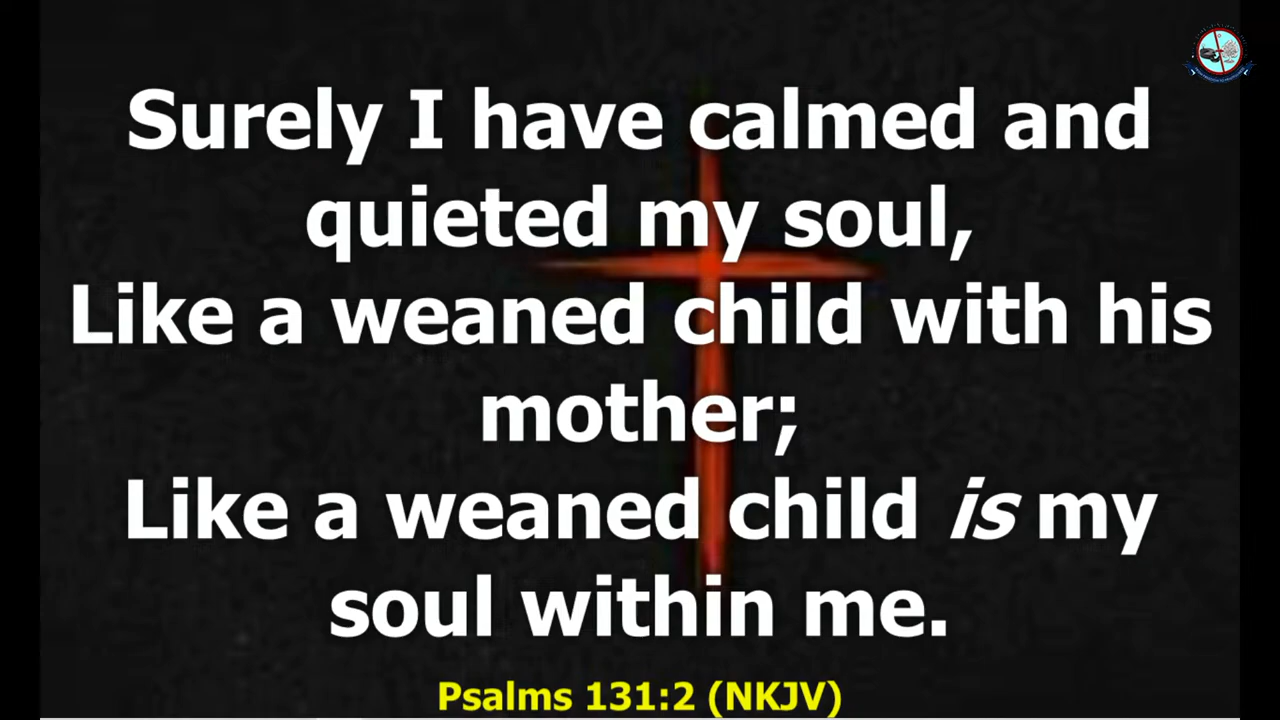 Surely I have calmed and
quieted my soul,
Like a weaned child with his
mother;
Like a weaned child is my
soul within me.
Psalms 131:2 (NKJV)